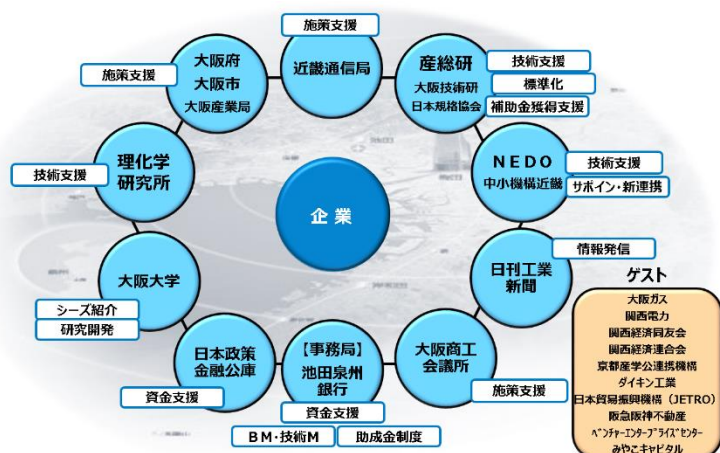 施策支援
近畿通信局
産総研
大阪技術研
日本規格協会
技術支援
標準化
補助金獲得支援
NEDO
中小機構近畿
技術支援
サポイン・新連携
日刊工業
新聞
情報発信
大阪商工
会議所
施策支援
【事務局】
池田泉州
銀行
資金支援
BM・技術M
助成金制度
日本政策
金融公庫
資金支援
大阪大学
シーズ紹介
研究開発
理化学
研究所
技術支援
大阪府
大阪市
大阪産業局
施策支援
企業
ゲスト
大阪ガス
関西電力
関西経済同友会
関西経済連合会
京都産学公連携機構
ダイキン工業
日本貿易振興機構（JETRO）
阪急阪神不動産
ベンチャーエンタープライズセンター
みやこキャピタル